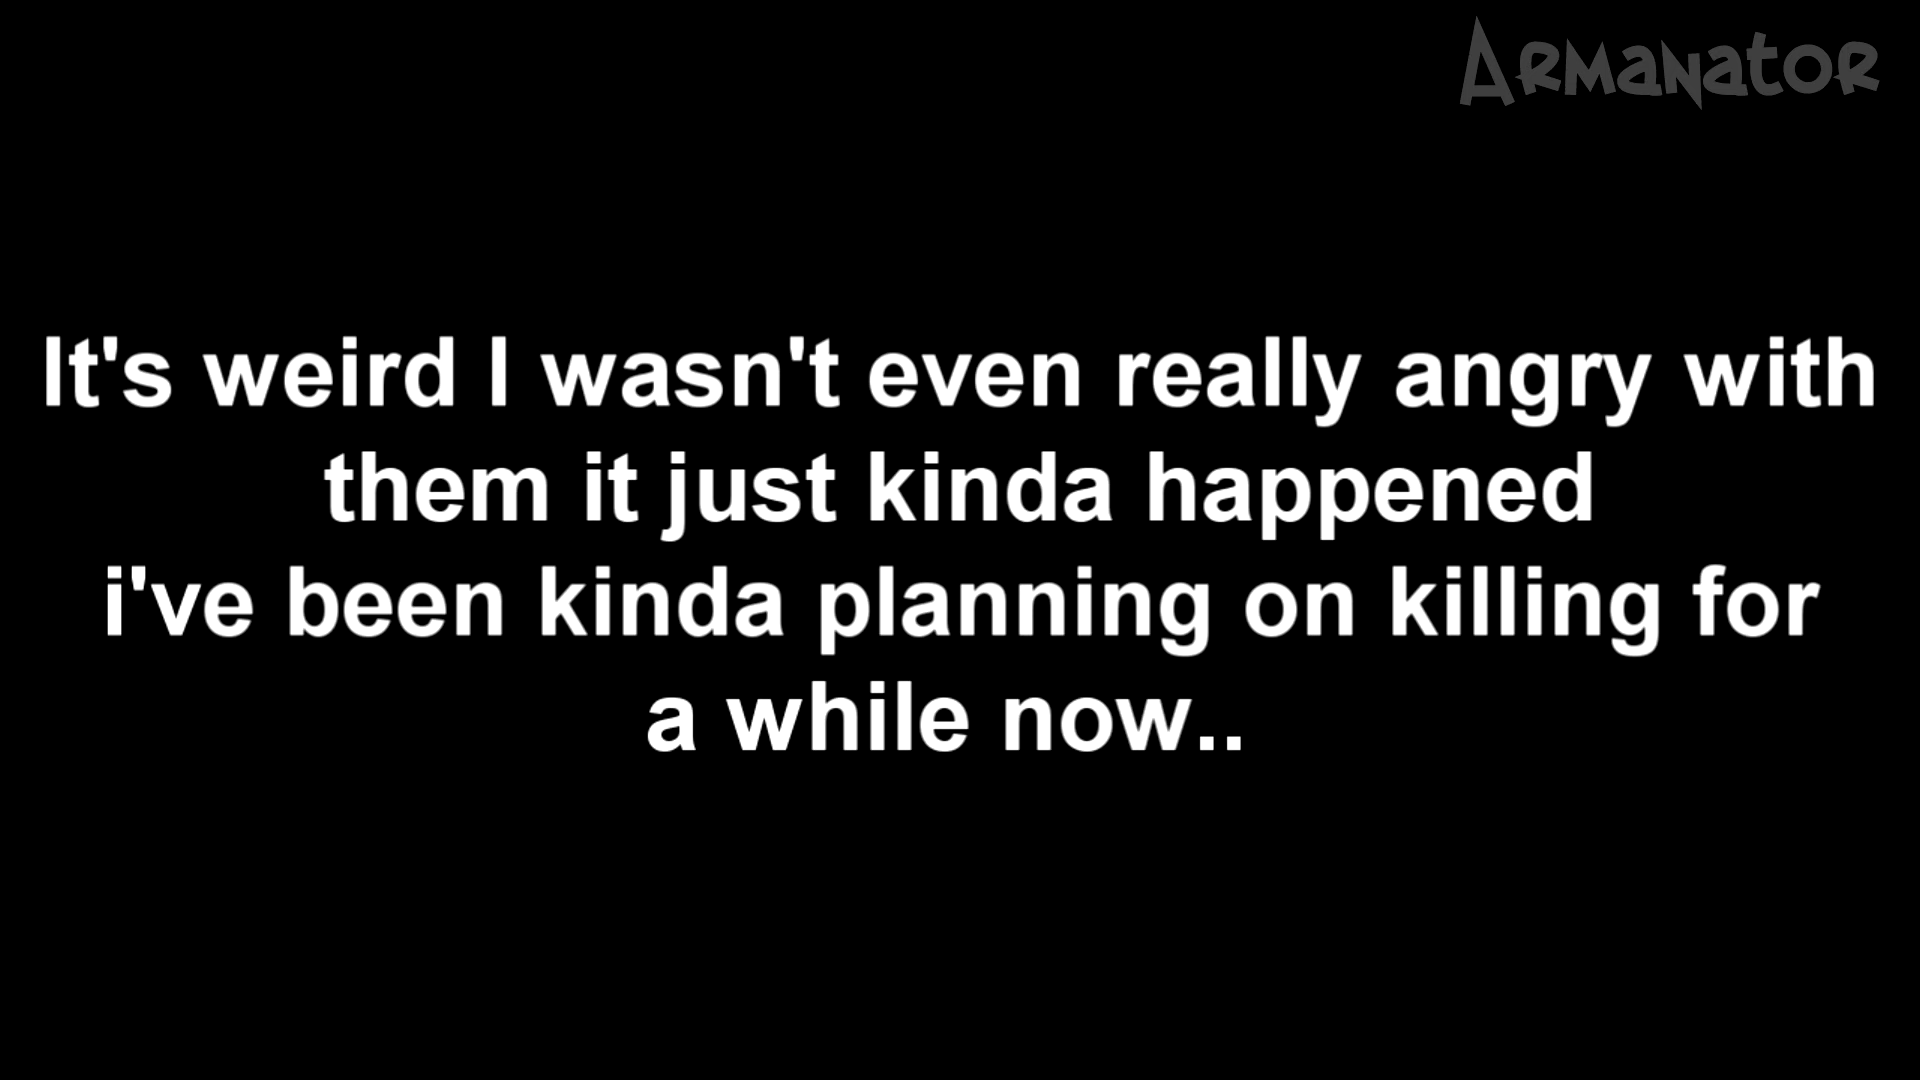 Armanator
It's weird I wasn't even really angry with
them it just kinda happened
i've been kinda planning on killing for
a while now..